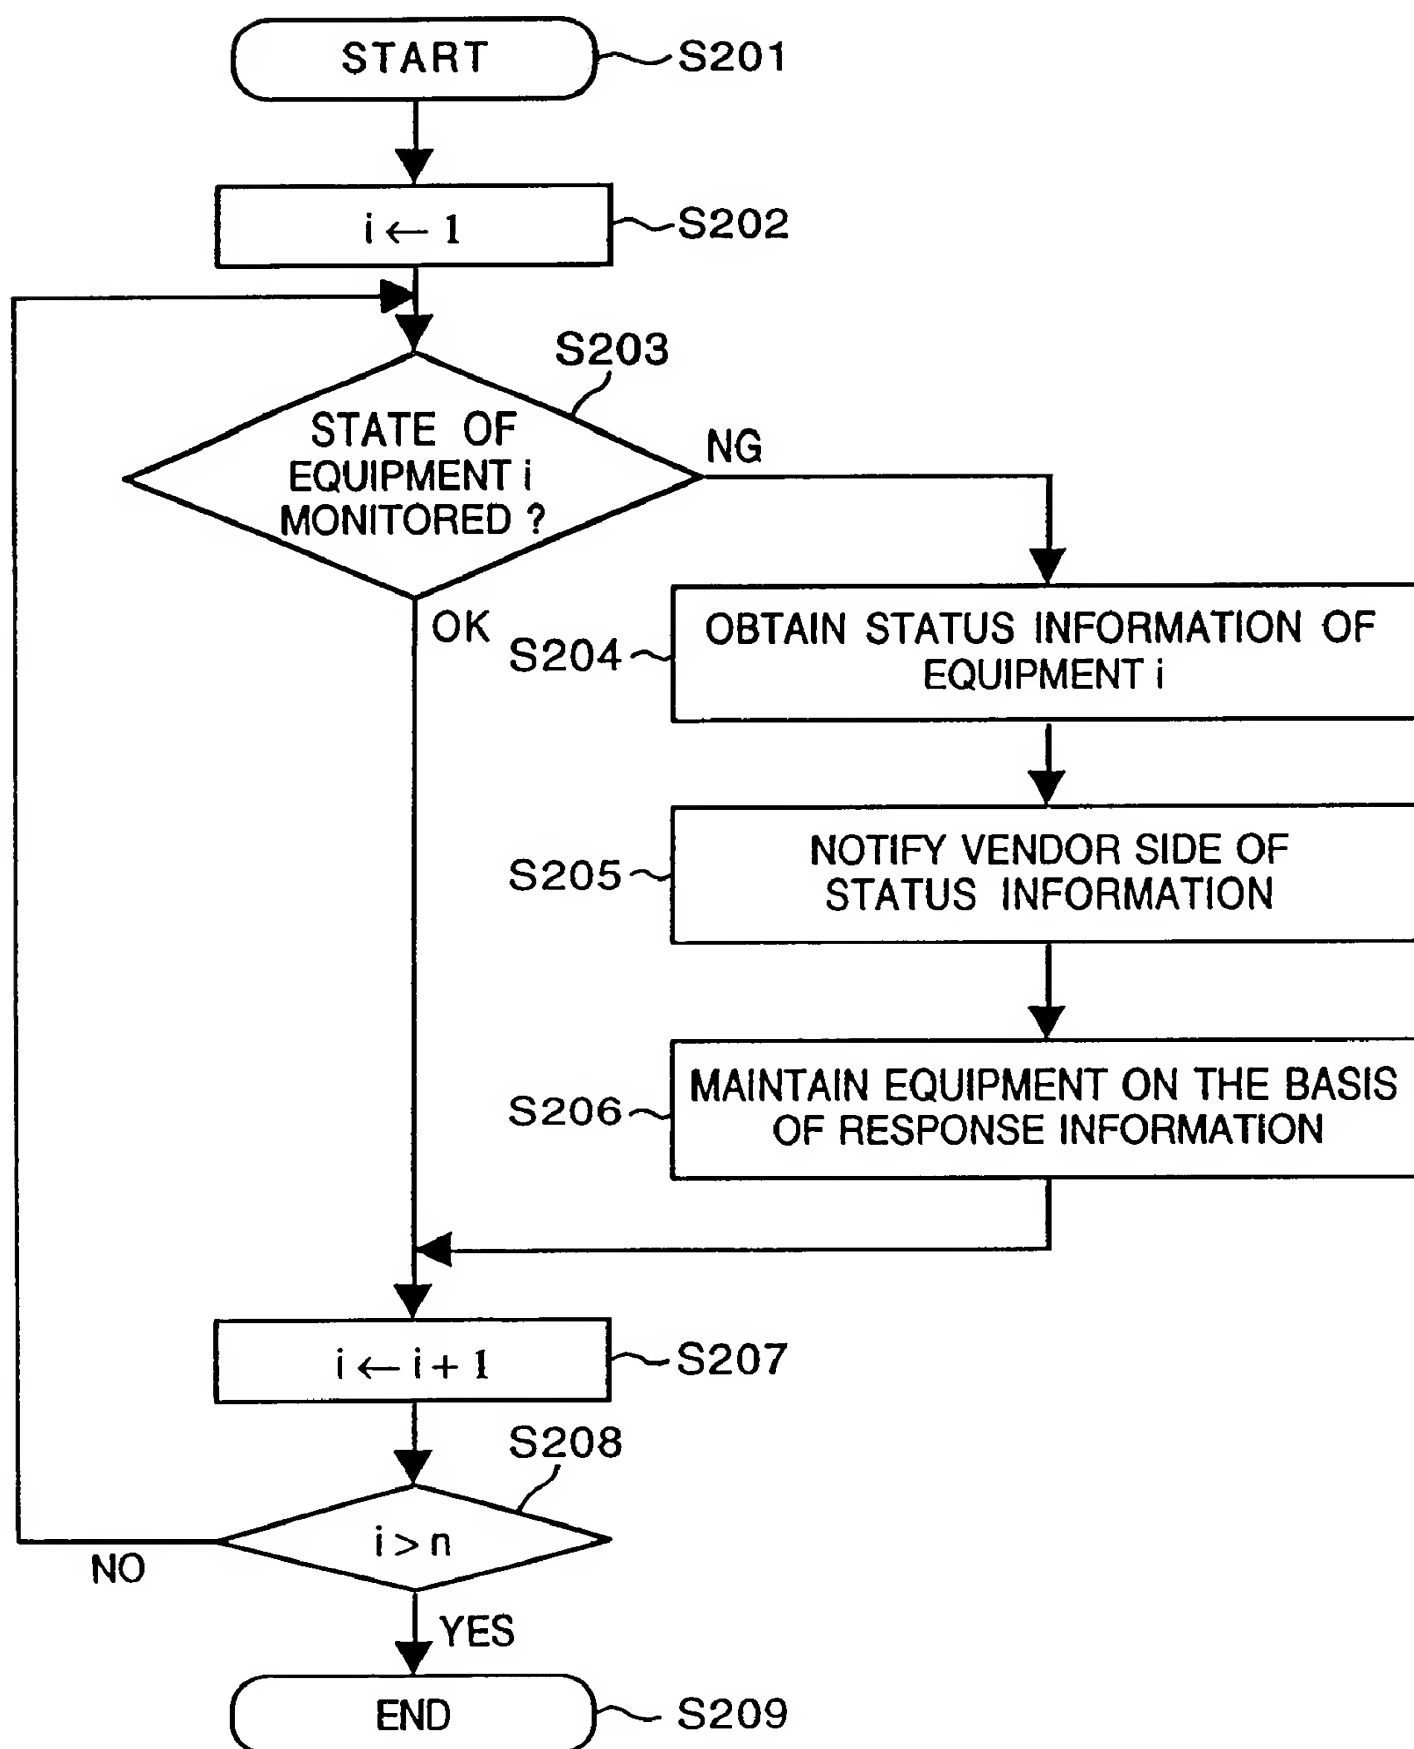 START
S201
i ← 1
S202
S203
STATE OF
EQUIPMENT i
MONITORED ?
NG
OK
S204
OBTAIN STATUS INFORMATION OF
EQUIPMENT i
S205
NOTIFY VENDOR SIDE OF
STATUS INFORMATION
S206
MAINTAIN EQUIPMENT ON THE BASIS
OF RESPONSE INFORMATION
i ← i + 1
S207
S208
i > n
NO
YES
END
S209